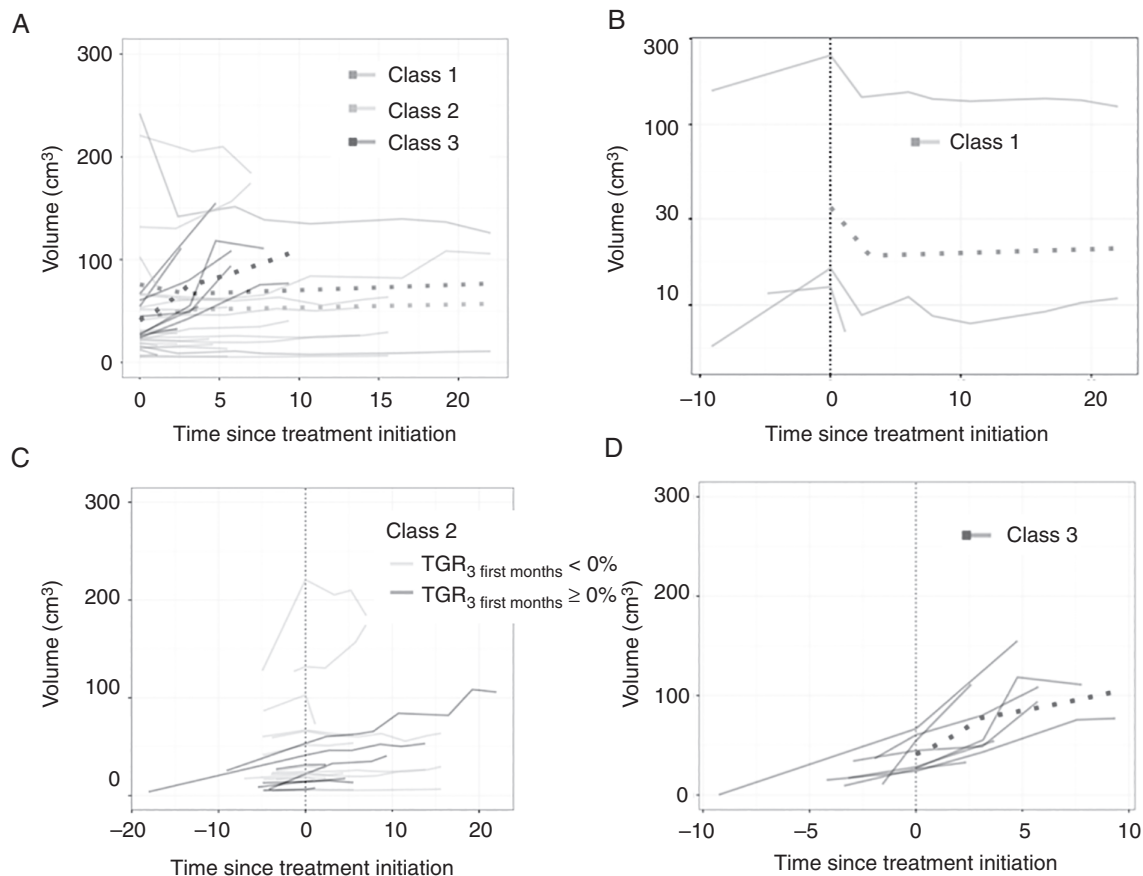 A
Volume (cm³)
300
200
100
0
Class 1
Class 2
Class 3
0 5 10 15 20
Time since treatment initiation
B
Volume (cm³)
300
100
30
10
Class 1
–10 0 10 20
Time since treatment initiation
C
Volume (cm³)
300
200
100
0
Class 2
TGR3 first months < 0%
TGR3 first months ≥ 0%
–20 –10 0 10 20
Time since treatment initiation
D
Volume (cm³)
300
200
100
0
Class 3
–10 –5 0 5 10
Time since treatment initiation